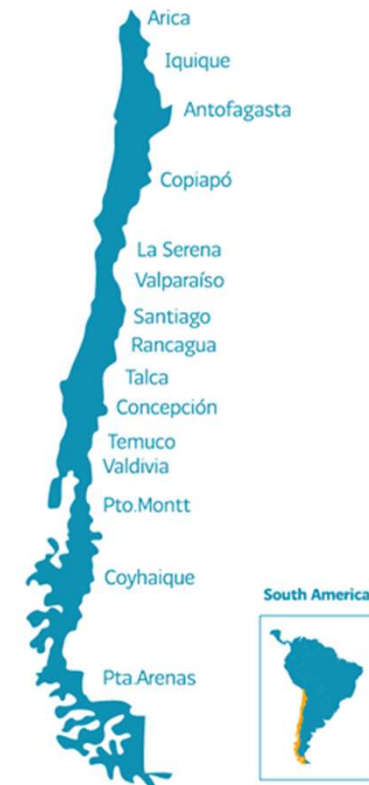 Arica
Iquique
Antofagasta
Copiapó
La Serena
Valparaíso
Santiago
Rancagua
Talca
Concepción
Temuco
Valdivia
Pto.Montt
Coyhaique
South America
Pta.Arenas